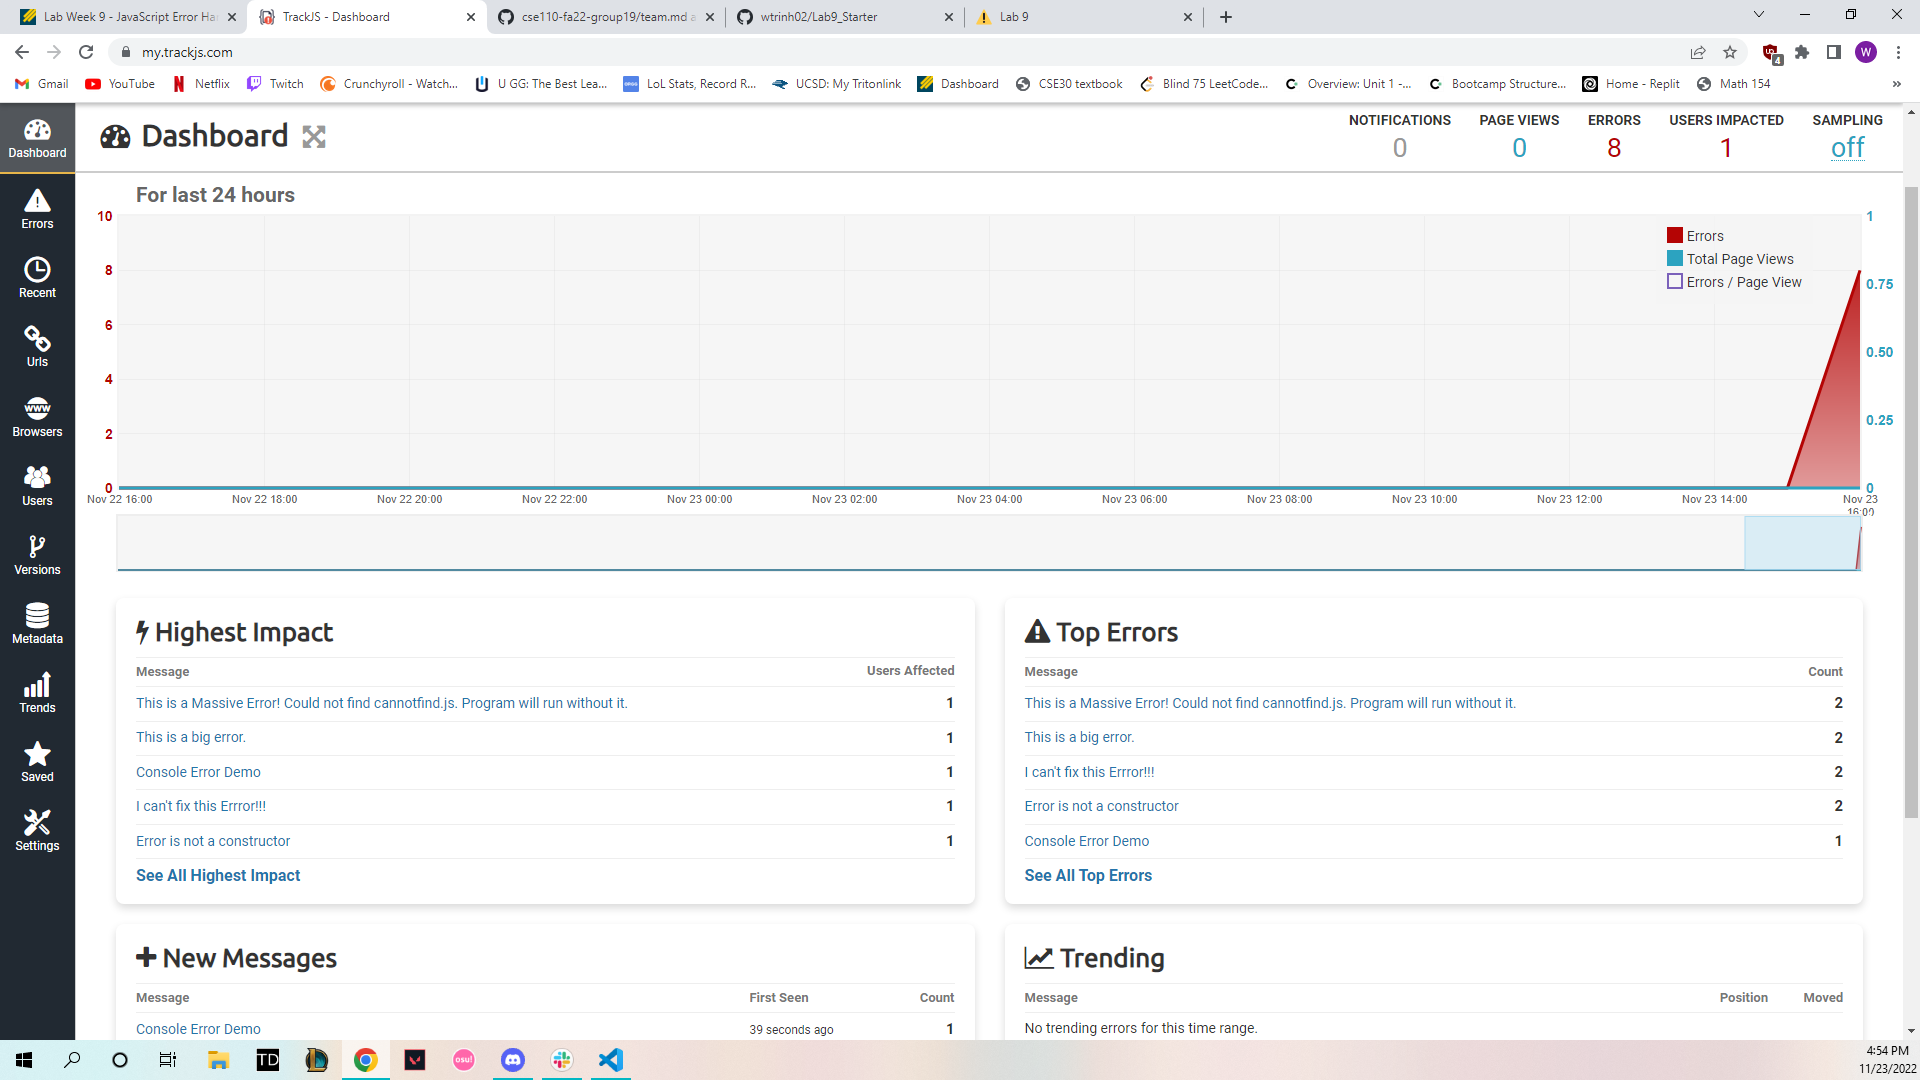 Lab Week 9 - JavaScript Error Ha
TrackJS - Dashboard
cse110-fa22-group19/team.md a
wtrinh02/Lab9_Starter
Lab 9
my.trackjs.com
4
W
Gmail
YouTube
Netflix
Twitch
Crunchyroll - Watch...
U GG: The Best Lea...
LoL Stats, Record R...
UCSD: My Tritonlink
Dashboard
CSE30 textbook
Blind 75 LeetCode...
Overview: Unit 1 -...
Bootcamp Structure...
Home - Replit
Math 154
»
Dashboard
Errors
Recent
Urls
www
Browsers
Users
Versions
Metadata
Trends
Saved
Settings
Dashboard
NOTIFICATIONS
0
PAGE VIEWS
0
ERRORS
8
USERS IMPACTED
1
SAMPLING
off
For last 24 hours
10
8
6
4
2
0
1
0.75
0.50
0.25
0
Errors
Total Page Views
Errors / Page View
Nov 22 16:00
Nov 22 18:00
Nov 22 20:00
Nov 22 22:00
Nov 23 00:00
Nov 23 02:00
Nov 23 04:00
Nov 23 06:00
Nov 23 08:00
Nov 23 10:00
Nov 23 12:00
Nov 23 14:00
Nov 23
16:00
Highest Impact
Message Users Affected
This is a Massive Error! Could not find cannotfind.js. Program will run without it. 1
This is a big error. 1
Console Error Demo 1
I can't fix this Errror!!! 1
Error is not a constructor 1
See All Highest Impact
Top Errors
Message Count
This is a Massive Error! Could not find cannotfind.js. Program will run without it. 2
This is a big error. 2
I can't fix this Errror!!! 2
Error is not a constructor 2
Console Error Demo 1
See All Top Errors
New Messages
Message First Seen Count
Console Error Demo 39 seconds ago 1
Trending
Message Position Moved
No trending errors for this time range.
TD
osu!
4:54 PM
11/23/2022